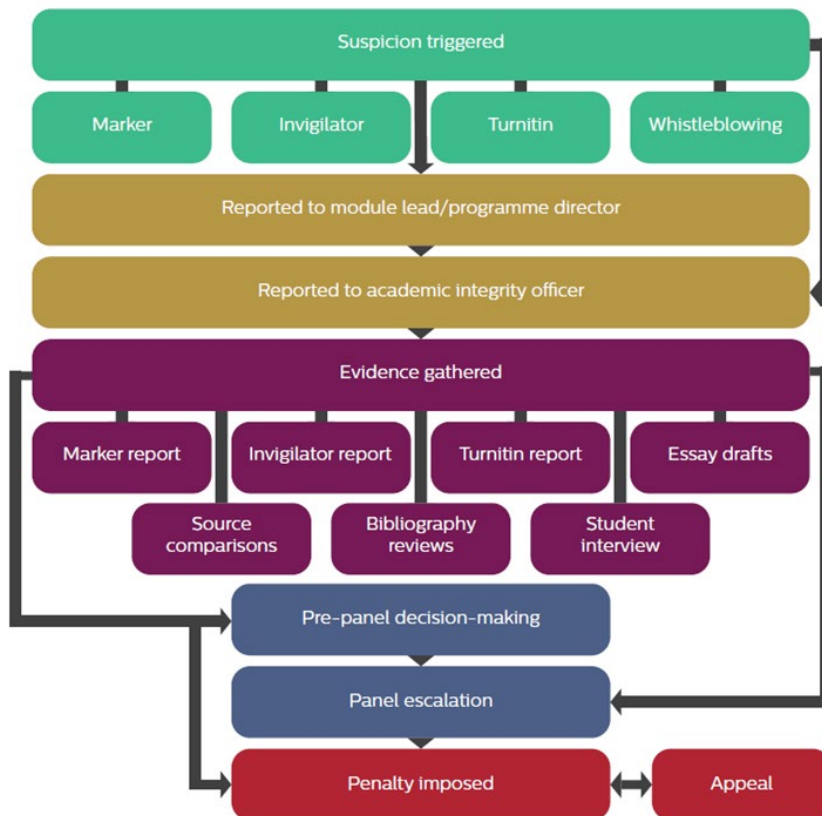 Suspicion triggered
Marker
Invigilator
Turnitin
Whistleblowing
Reported to module lead/programme director
Reported to academic integrity officer
Evidence gathered
Marker report
Invigilator report
Turnitin report
Essay drafts
Source
comparisons
Bibliography
reviews
Student
interview
Pre-panel decision-making
Panel escalation
Penalty imposed
Appeal